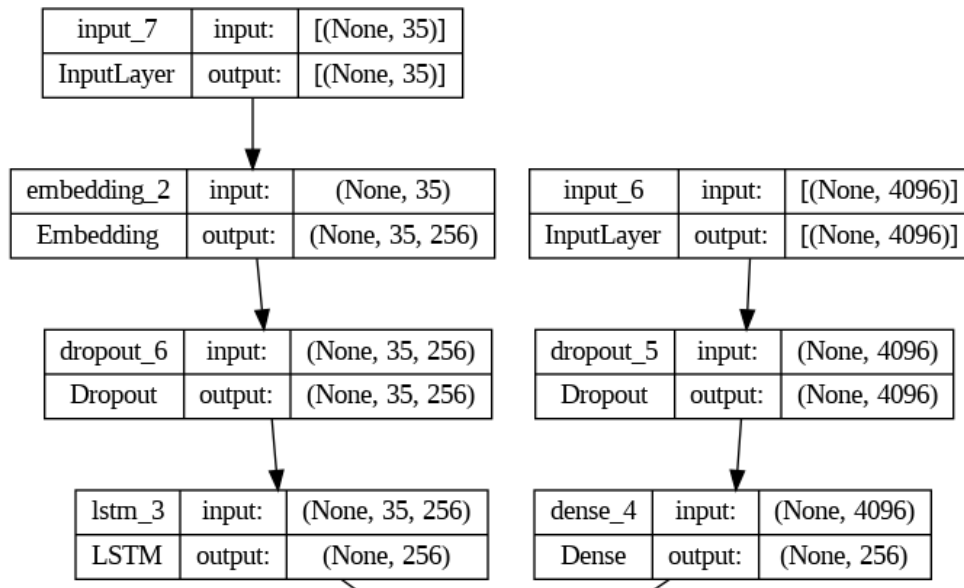 input_7 input: [(None, 35)]
InputLayer output: [(None, 35)]
embedding_2 input: (None, 35)
Embedding output: (None, 35, 256)
input_6 input: [(None, 4096)]
InputLayer output: [(None, 4096)]
dropout_6 input: (None, 35, 256)
Dropout output: (None, 35, 256)
dropout_5 input: (None, 4096)
Dropout output: (None, 4096)
lstm_3 input: (None, 35, 256)
LSTM output: (None, 256)
dense_4 input: (None, 4096)
Dense output: (None, 256)